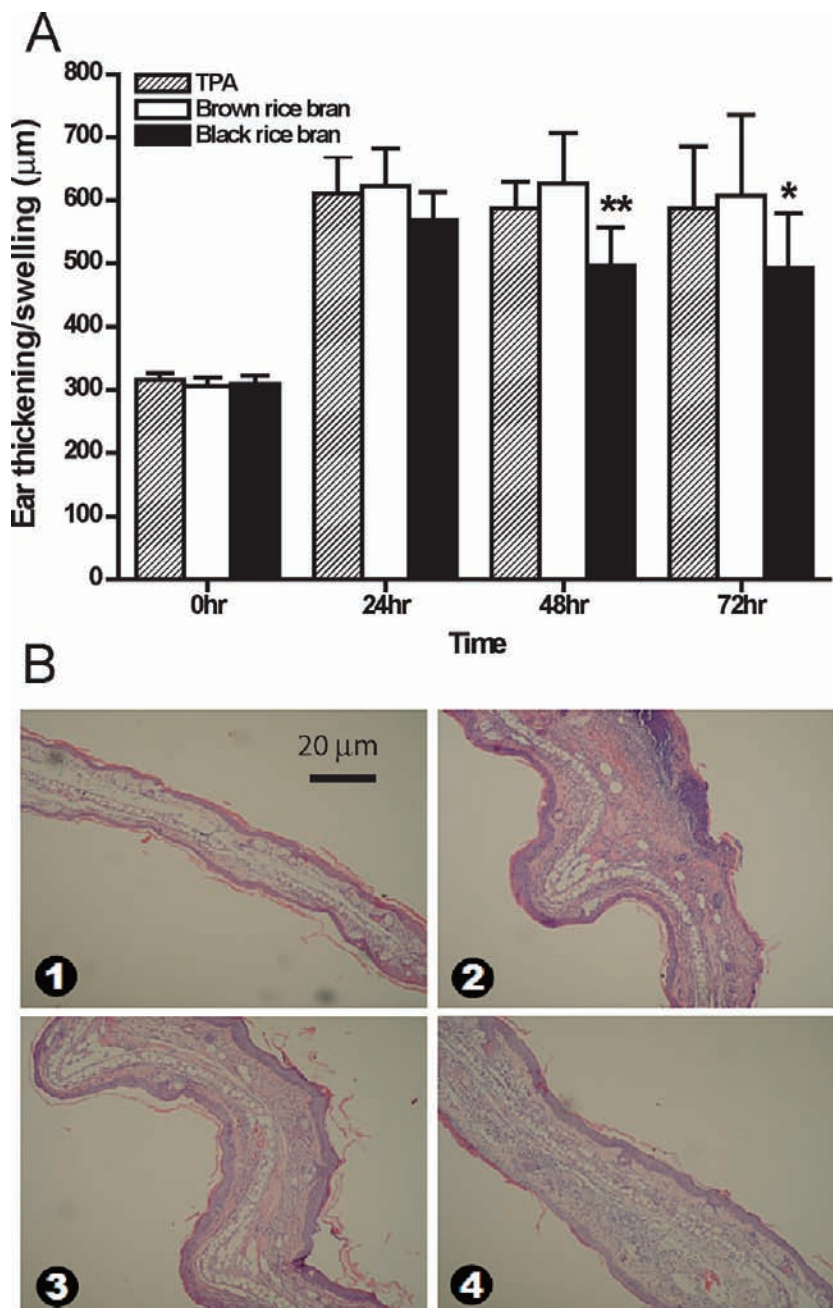 A
Ear thickening/swelling (μm)
800
700
600
500
400
300
200
100
0
TPA
Brown rice bran
Black rice bran
**
*
0hr
24hr
48hr
72hr
Time
B
20 μm
1
2
3
4